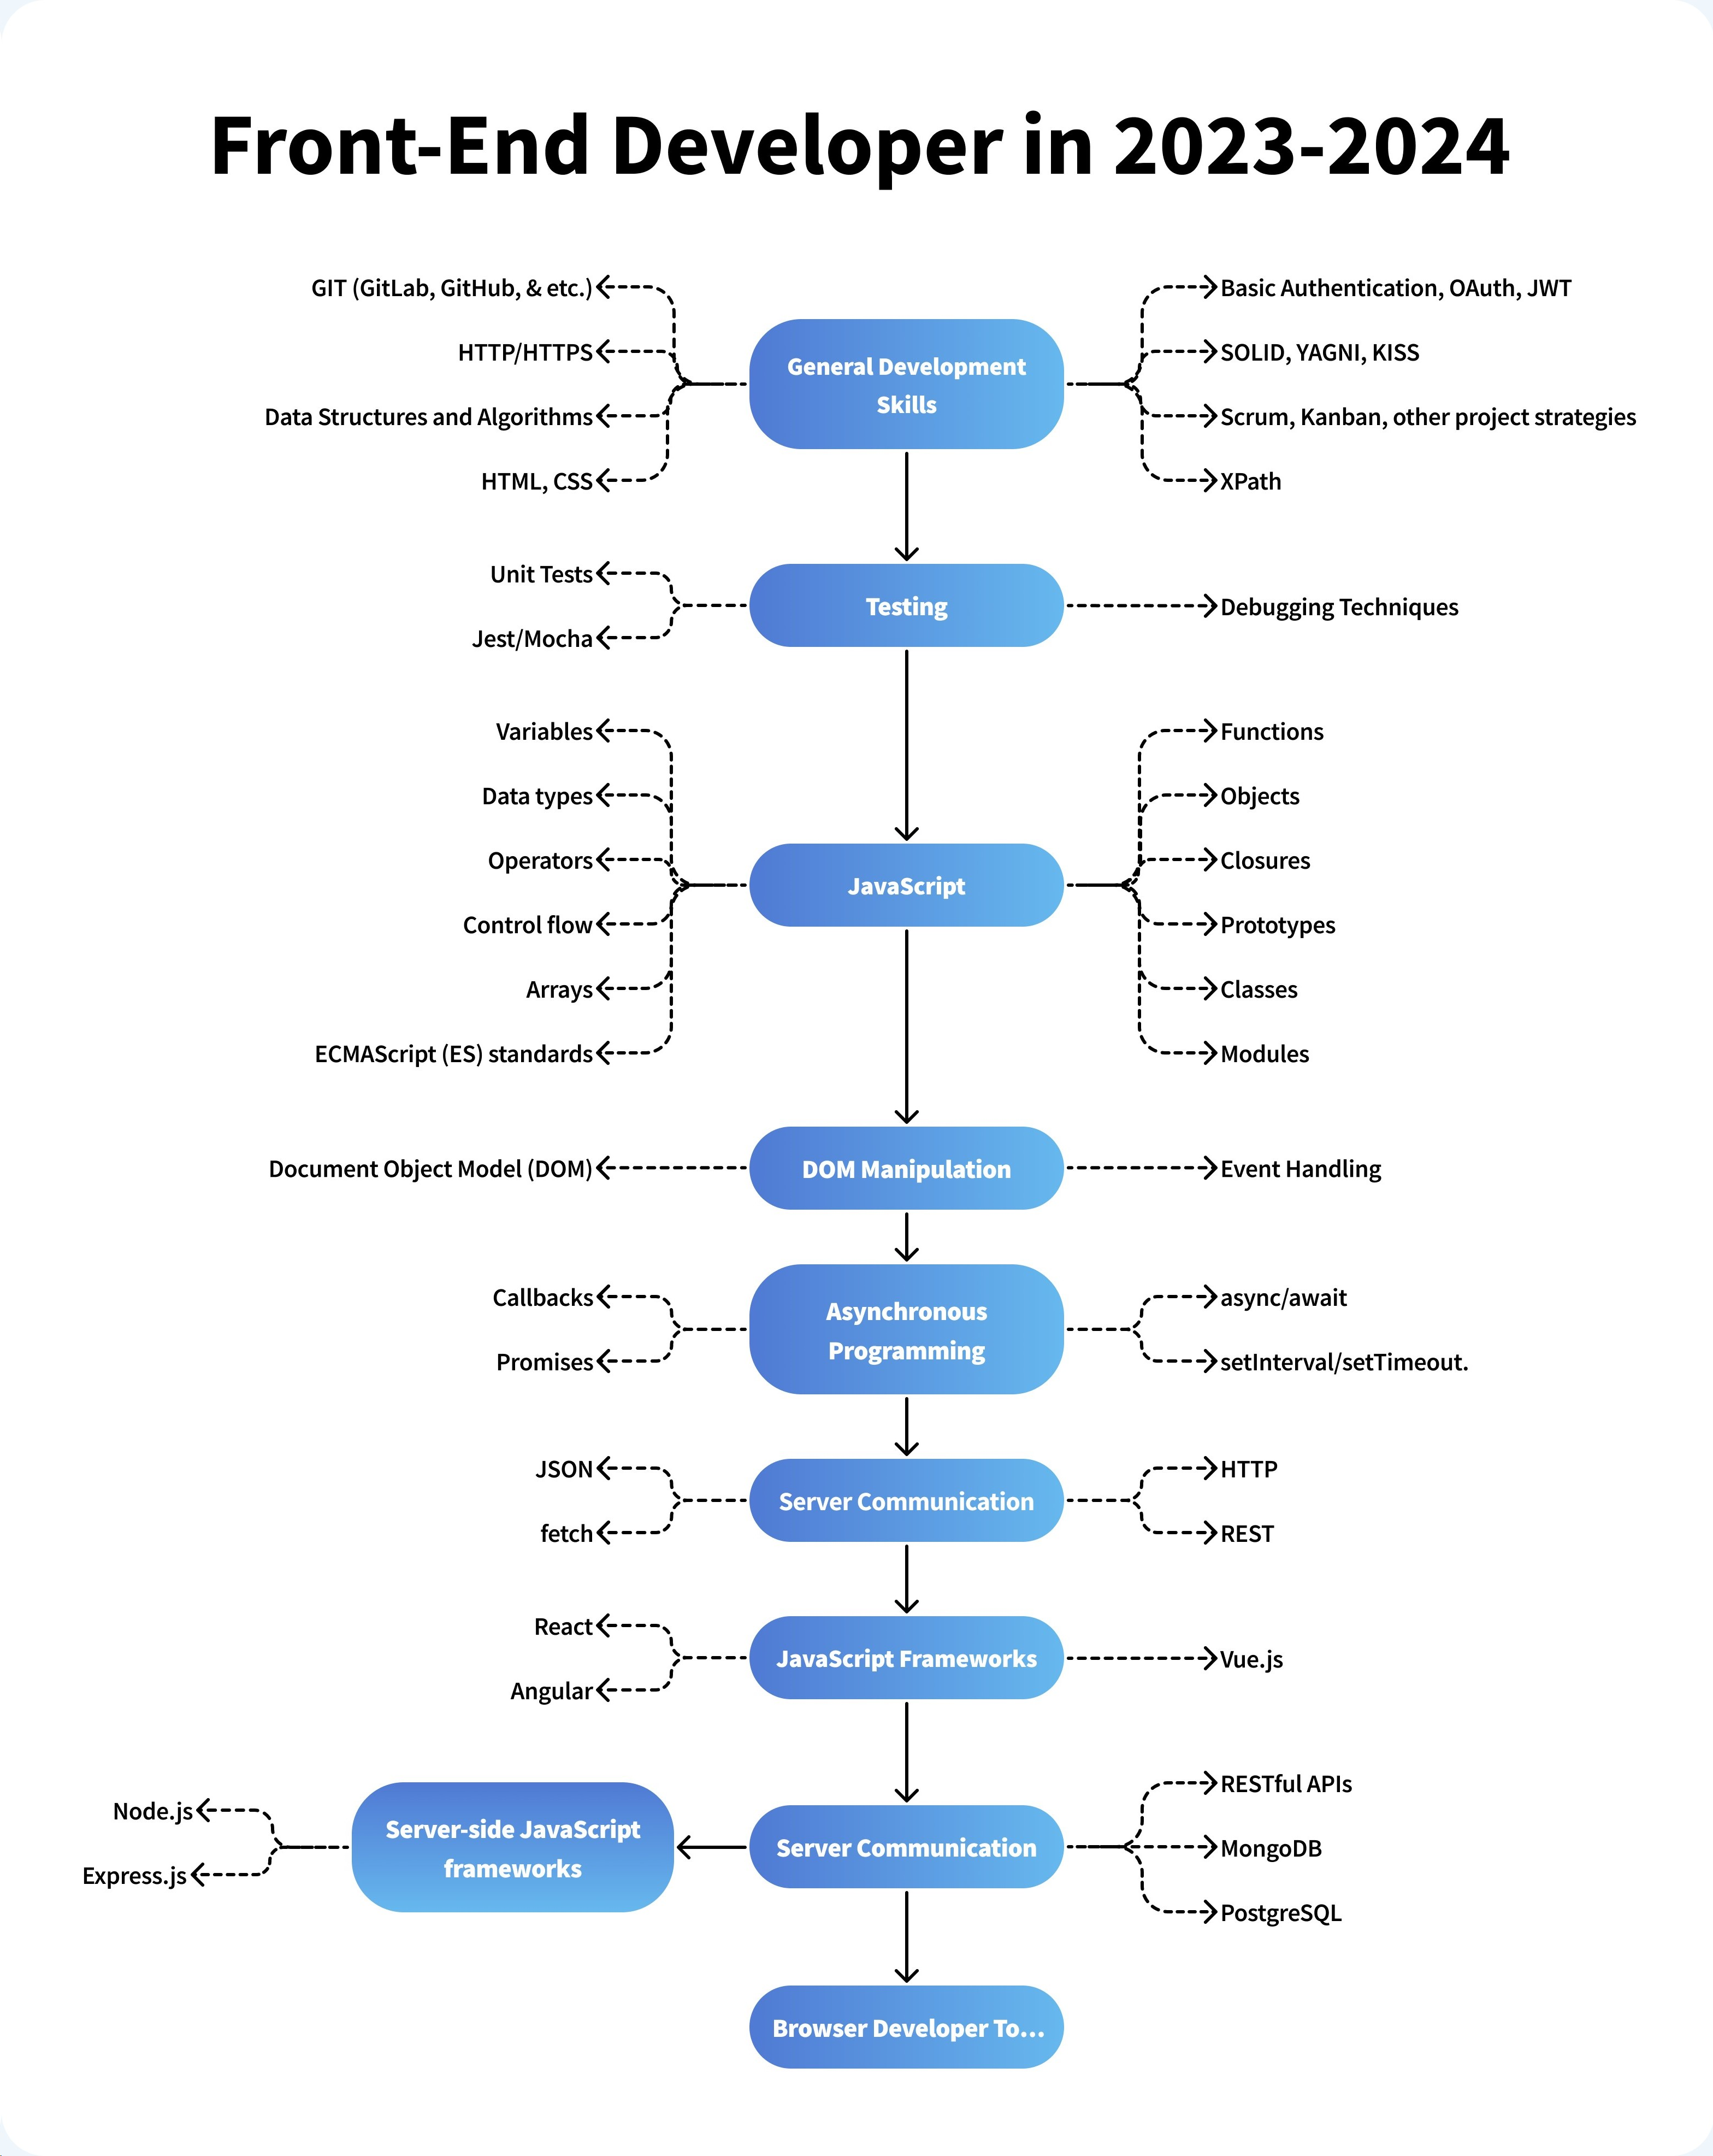 Front-End Developer in 2023-2024
GIT (GitLab, GitHub, & etc.)
HTTP/HTTPS
Data Structures and Algorithms
HTML, CSS
General Development
Skills
Basic Authentication, OAuth, JWT
SOLID, YAGNI, KISS
Scrum, Kanban, other project strategies
XPath
Unit Tests
Jest/Mocha
Testing
Debugging Techniques
Variables
Data types
Operators
Control flow
Arrays
ECMAScript (ES) standards
JavaScript
Functions
Objects
Closures
Prototypes
Classes
Modules
Document Object Model (DOM)
DOM Manipulation
Event Handling
Callbacks
Promises
Asynchronous
Programming
async/await
setInterval/setTimeout.
JSON
fetch
Server Communication
HTTP
REST
React
Angular
JavaScript Frameworks
Vue.js
Node.js
Express.js
Server-side JavaScript
frameworks
Server Communication
RESTful APIs
MongoDB
PostgreSQL
Browser Developer To...